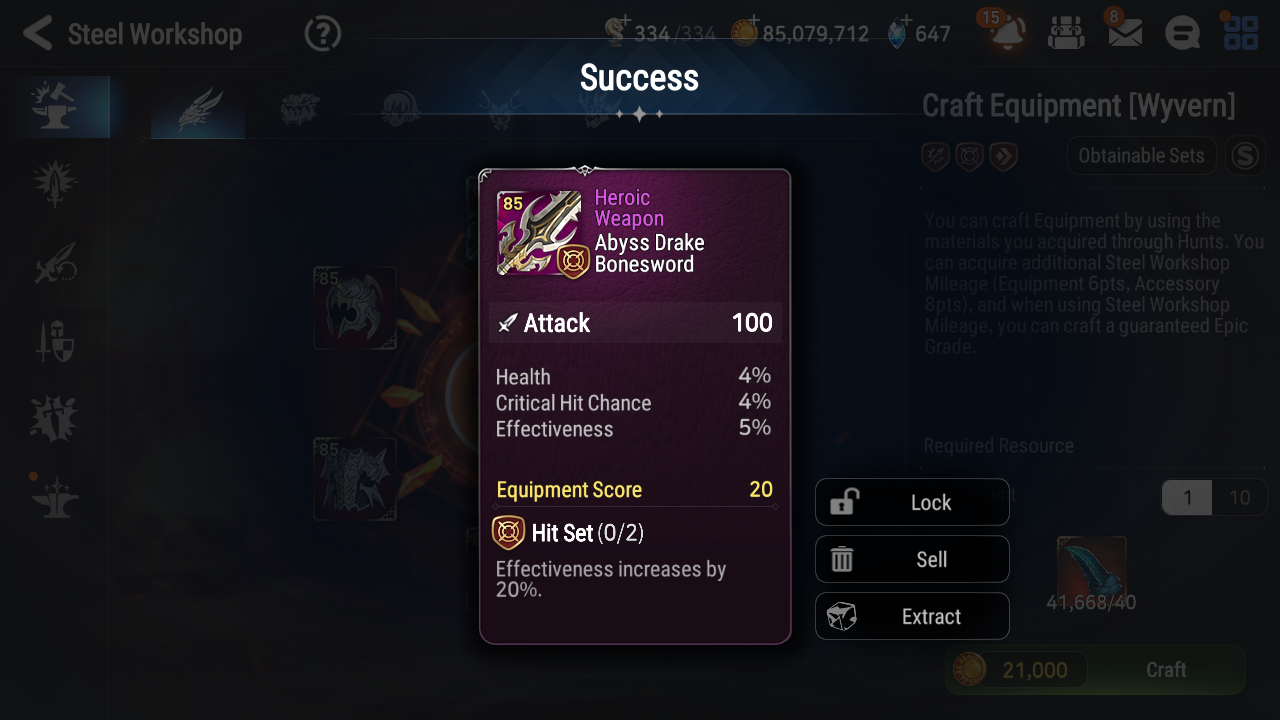 Steel Workshop
?
334/334
85,079,712
647
15
8
Success
Craft Equipment [Wyvern]
Obtainable Sets
S
85
Heroic
Weapon
Abyss Drake
Bonesword
Attack 100
Health 4%
Critical Hit Chance 4%
Effectiveness 5%
Equipment Score 20
Hit Set (0/2)
Effectiveness increases by
20%.
85
85
You can craft Equipment by using the
materials you acquired through Hunts. You
can acquire additional Steel Workshop
Mileage (Equipment 6pts, Accessory
8pts), and when using Steel Workshop
Mileage, you can craft a guaranteed Epic
Grade.
Required Resource
1 10
Lock
Sell
Extract
41,668/40
21,000 Craft